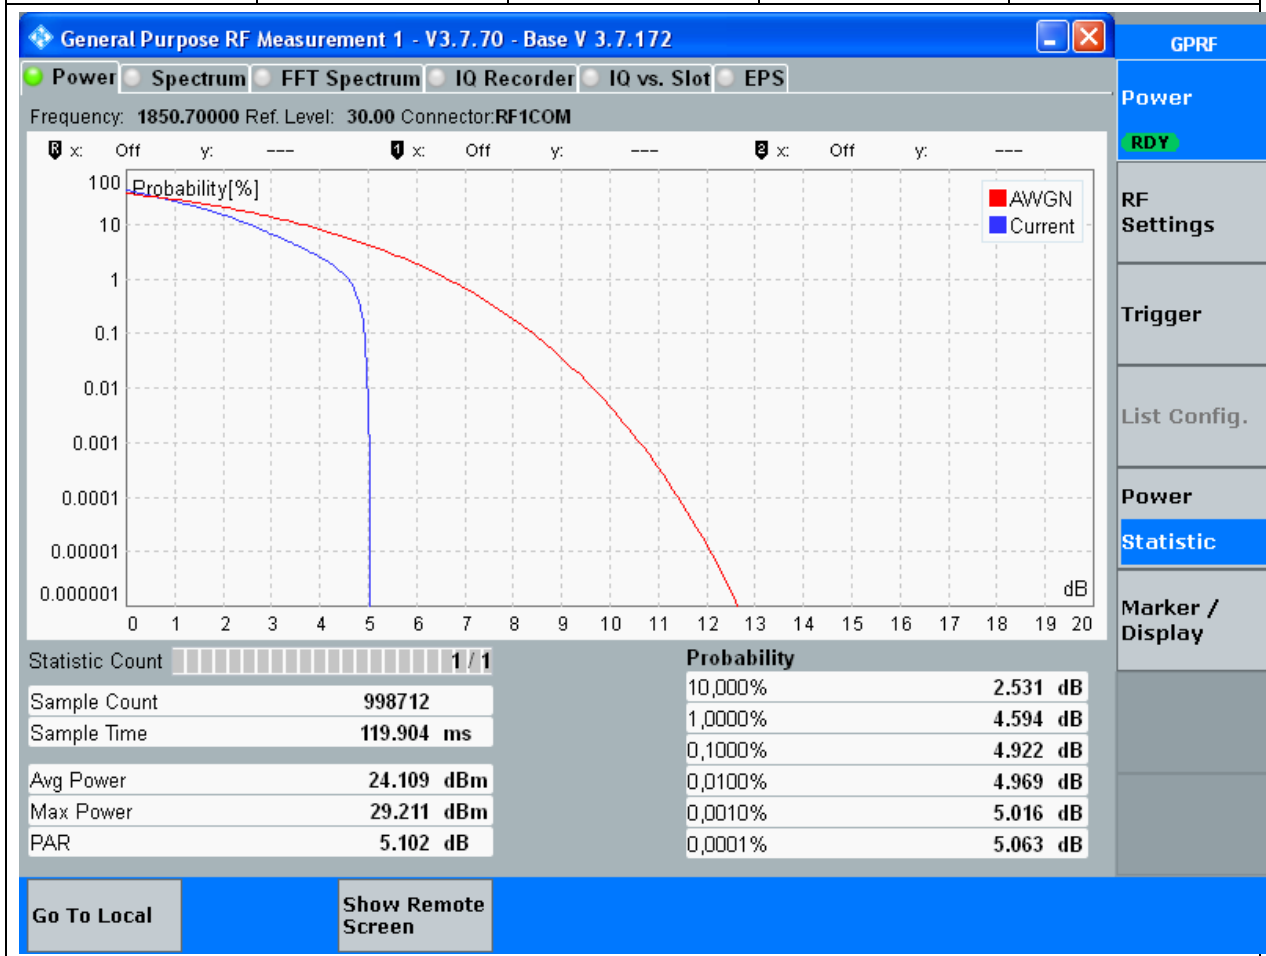 General Purpose RF Measurement 1 - V3.7.70 - Base V 3.7.172
GPRF
Power Spectrum FFT Spectrum IQ Recorder IQ vs. Slot EPS
Frequency: 1850.70000 Ref. Level: 30.00 Connector:RF1COM
R x: Off y: --- 1 x: Off y: --- 2 x: Off y: ---
Probability[%]
100
10
1
0.1
0.01
0.001
0.0001
0.00001
0.000001
AWGN
Current
dB
0 1 2 3 4 5 6 7 8 9 10 11 12 13 14 15 16 17 18 19 20
Statistic Count 1 / 1
Sample Count 998712
Sample Time 119.904 ms
Avg Power 24.109 dBm
Max Power 29.211 dBm
PAR 5.102 dB
Probability
10,000% 2.531 dB
1,0000% 4.594 dB
0,1000% 4.922 dB
0,0100% 4.969 dB
0,0010% 5.016 dB
0,0001% 5.063 dB
Power
RDY
RF
Settings
Trigger
List Config.
Power
Statistic
Marker /
Display
Go To Local
Show Remote
Screen